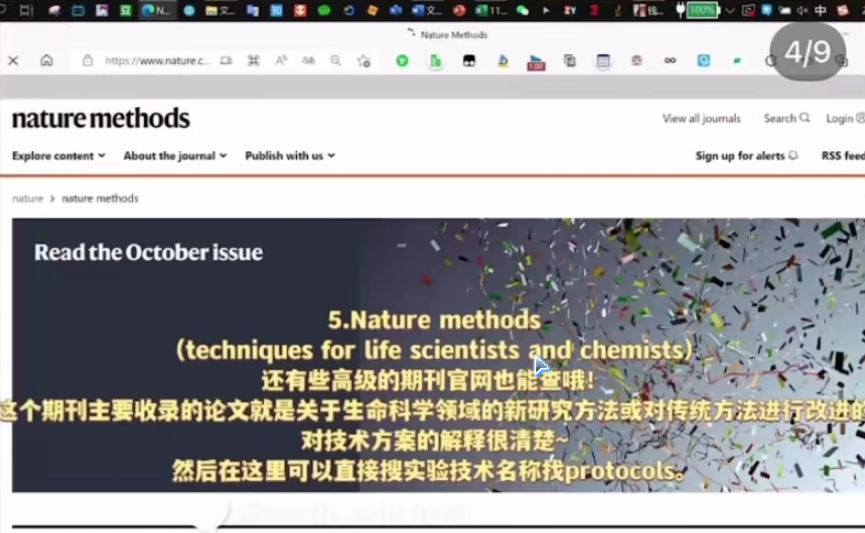 100%
中
Nature Methods
4/9
https://www.nature.c...
1.00
nature methods
View all journals
Search
Login
Explore content
About the journal
Publish with us
Sign up for alerts
RSS feed
nature > nature methods
Read the October issue
5.Nature methods
(techniques for life scientists and chemists)
还有些高级的期刊官网也能查哦!
这个期刊主要收录的论文就是关于生命科学领域的新研究方法或对传统方法进行改进的
对技术方案的解释很清楚~
然后在这里可以直接搜实验技术名称找protocols。